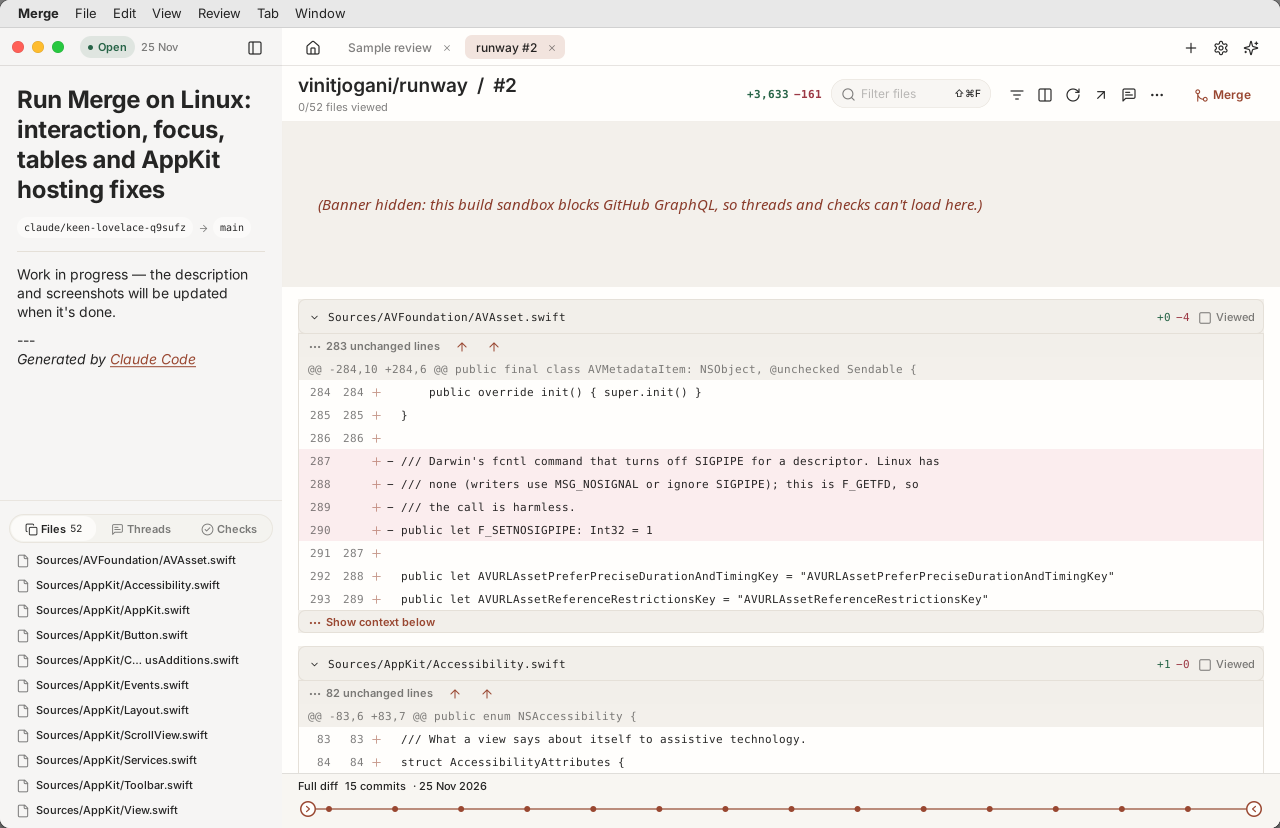 Merge File Edit View Review Tab Window
Open 25 Nov
Sample review × runway #2 ×
Run Merge on Linux:
interaction, focus,
tables and AppKit
hosting fixes
claude/keen-lovelace-q9sufz → main
Work in progress — the description
and screenshots will be updated
when it's done.
---
Generated by Claude Code
Files 52 Threads Checks
Sources/AVFoundation/AVAsset.swift
Sources/AppKit/Accessibility.swift
Sources/AppKit/AppKit.swift
Sources/AppKit/Button.swift
Sources/AppKit/C... usAdditions.swift
Sources/AppKit/Events.swift
Sources/AppKit/Layout.swift
Sources/AppKit/ScrollView.swift
Sources/AppKit/Services.swift
Sources/AppKit/Toolbar.swift
Sources/AppKit/View.swift
vinitjogani/runway / #2
0/52 files viewed
+3,633 −161
Filter files ⇧⌘F
Merge
(Banner hidden: this build sandbox blocks GitHub GraphQL, so threads and checks can't load here.)
Sources/AVFoundation/AVAsset.swift +0 −4 Viewed
··· 283 unchanged lines ↑ ↑
@@ -284,10 +284,6 @@ public final class AVMetadataItem: NSObject, @unchecked Sendable {
284 284 + public override init() { super.init() }
285 285 + }
286 286 +
287 + − /// Darwin's fcntl command that turns off SIGPIPE for a descriptor. Linux has
288 + − /// none (writers use MSG_NOSIGNAL or ignore SIGPIPE); this is F_GETFD, so
289 + − /// the call is harmless.
290 + − public let F_SETNOSIGPIPE: Int32 = 1
291 287 +
292 288 + public let AVURLAssetPreferPreciseDurationAndTimingKey = "AVURLAssetPreferPreciseDurationAndTimingKey"
293 289 + public let AVURLAssetReferenceRestrictionsKey = "AVURLAssetReferenceRestrictionsKey"
··· Show context below
Sources/AppKit/Accessibility.swift +1 −0 Viewed
··· 82 unchanged lines ↑ ↑
@@ -83,6 +83,7 @@ public enum NSAccessibility {
83 83 + /// What a view says about itself to assistive technology.
84 84 + struct AccessibilityAttributes {
Full diff 15 commits · 25 Nov 2026